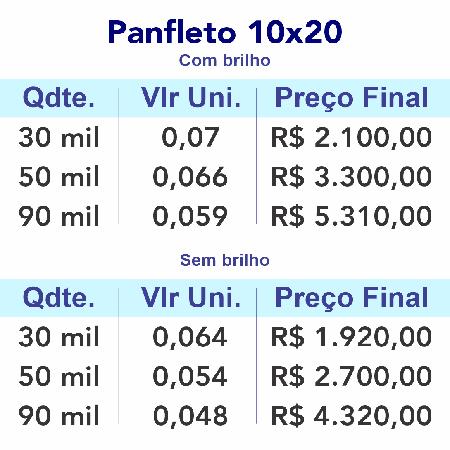 Panfleto 10x20
Com brilho
Qdte. Vlr Uni. Preço Final
30 mil 0,07 R$ 2.100,00
50 mil 0,066 R$ 3.300,00
90 mil 0,059 R$ 5.310,00
Sem brilho
Qdte. Vlr Uni. Preço Final
30 mil 0,064 R$ 1.920,00
50 mil 0,054 R$ 2.700,00
90 mil 0,048 R$ 4.320,00